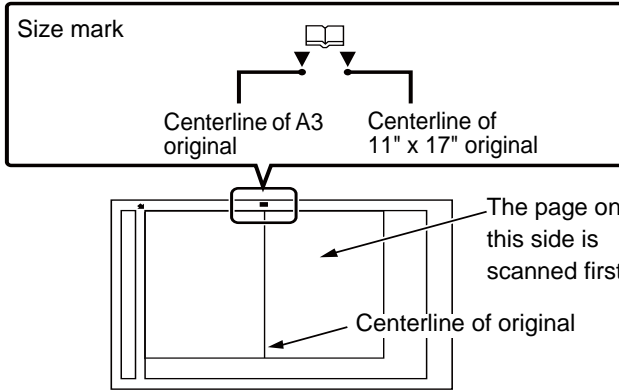 Size mark
Centerline of A3
original
Centerline of
11" x 17" original
The page on
this side is
scanned first
Centerline of original